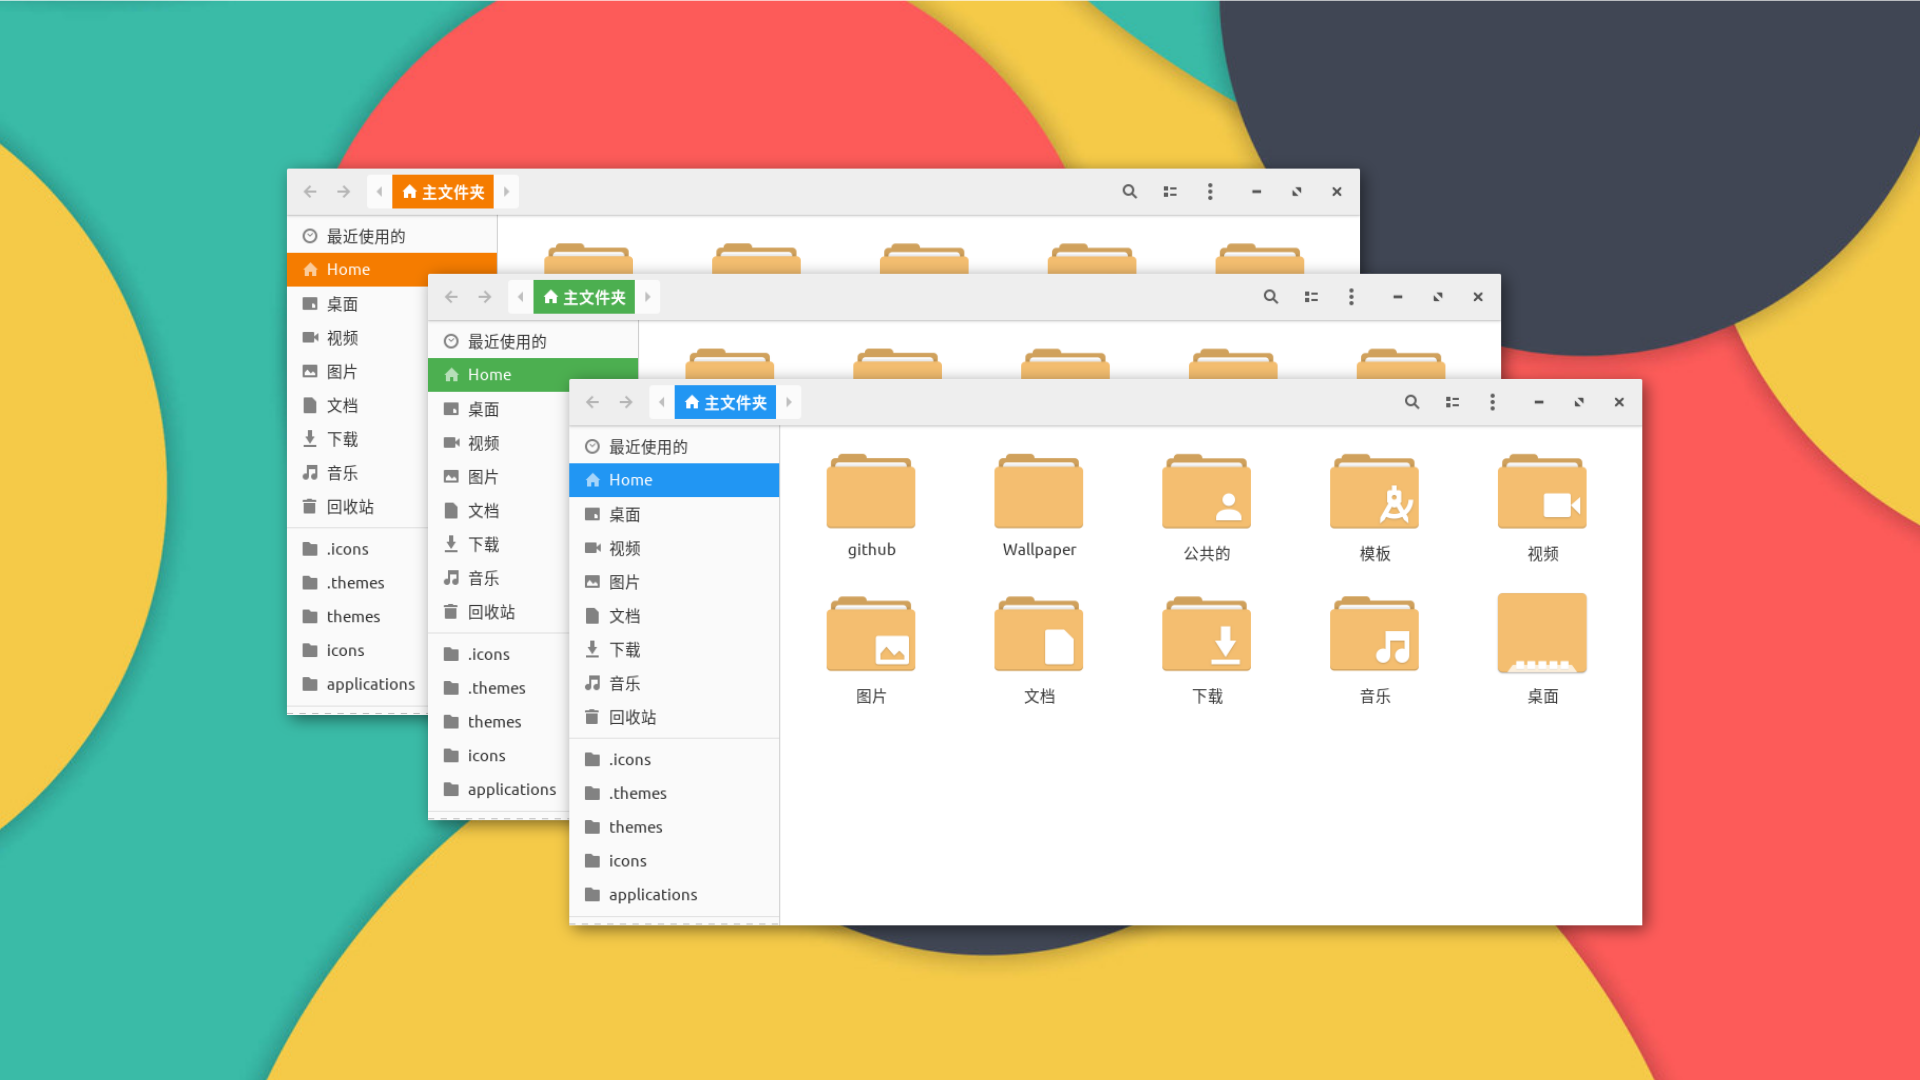 主文件夹
最近使用的
Home
桌面
视频
图片
文档
下载
音乐
回收站
.icons
.themes
themes
icons
applications
主文件夹
最近使用的
Home
桌面
视频
图片
文档
下载
音乐
回收站
.icons
.themes
themes
icons
applications
主文件夹
最近使用的
Home
桌面
视频
图片
文档
下载
音乐
回收站
.icons
.themes
themes
icons
applications
github
Wallpaper
公共的
模板
视频
图片
文档
下载
音乐
桌面